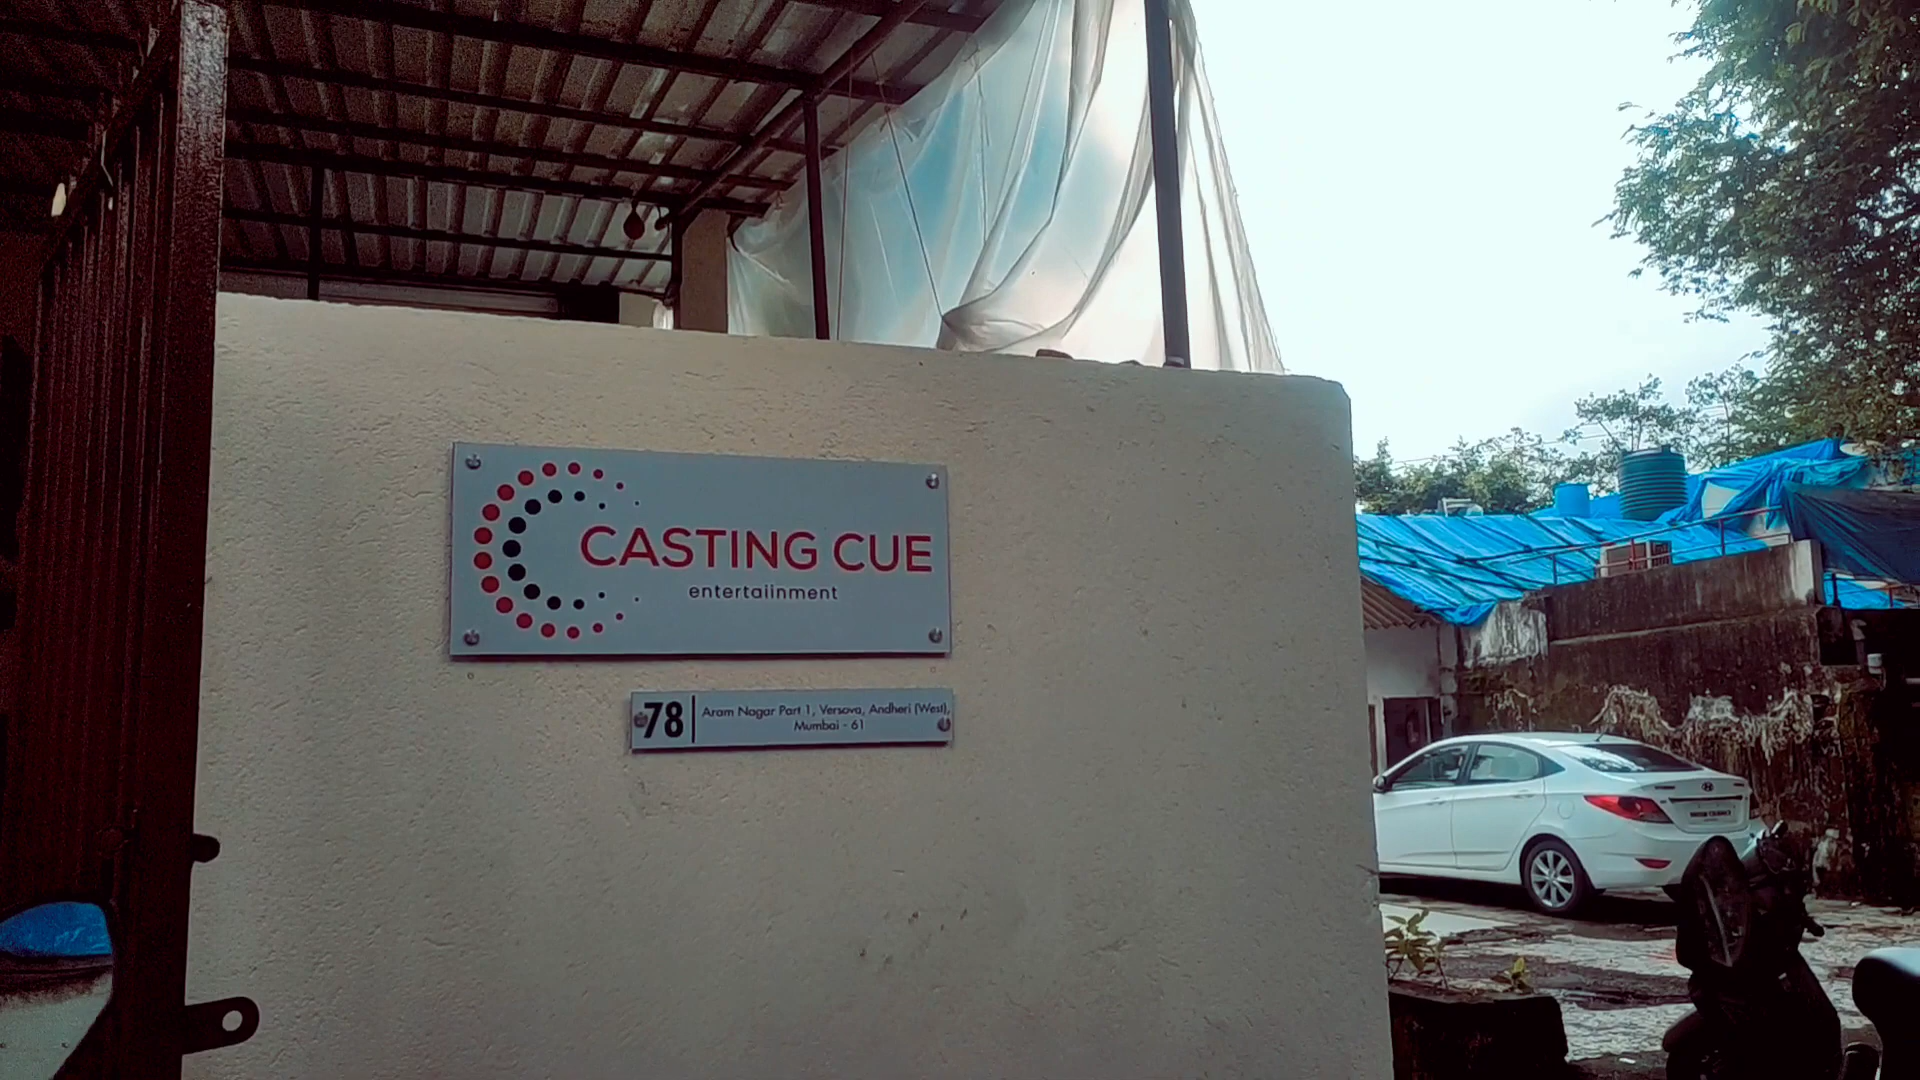 CASTING CUE
entertaiinment
78
Aram Nagar Part 1, Versova, Andheri (West),
Mumbai - 61